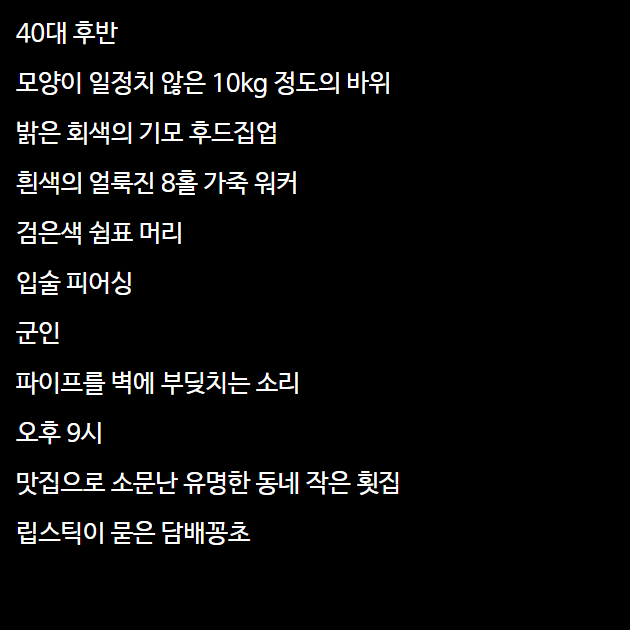 40대 후반
모양이 일정치 않은 10kg 정도의 바위
밝은 회색의 기모 후드집업
흰색의 얼룩진 8홀 가죽 워커
검은색 쉼표 머리
입술 피어싱
군인
파이프를 벽에 부딪치는 소리
오후 9시
맛집으로 소문난 유명한 동네 작은 횟집
립스틱이 묻은 담배꽁초